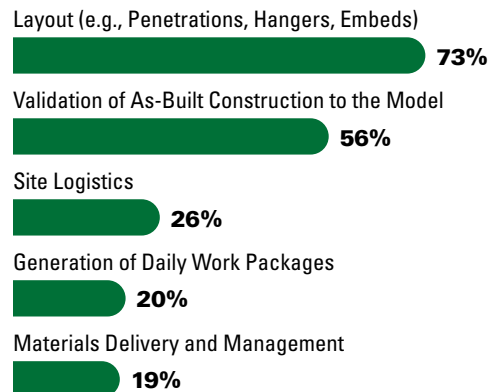 Layout (e.g., Penetrations, Hangers, Embeds)
73%
Validation of As-Built Construction to the Model
56%
Site Logistics
26%
Generation of Daily Work Packages
20%
Materials Delivery and Management
19%